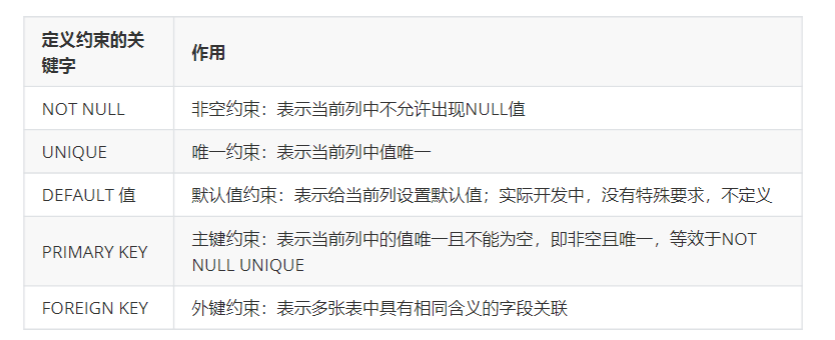 定义约束的关
键字
作用
NOT NULL
非空约束：表示当前列中不允许出现NULL值
UNIQUE
唯一约束：表示当前列中值唯一
DEFAULT 值
默认值约束：表示给当前列设置默认值；实际开发中，没有特殊要求，不定义
PRIMARY KEY
主键约束：表示当前列中的值唯一且不能为空，即非空且唯一，等效于NOT
NULL UNIQUE
FOREIGN KEY
外键约束：表示多张表中具有相同含义的字段关联